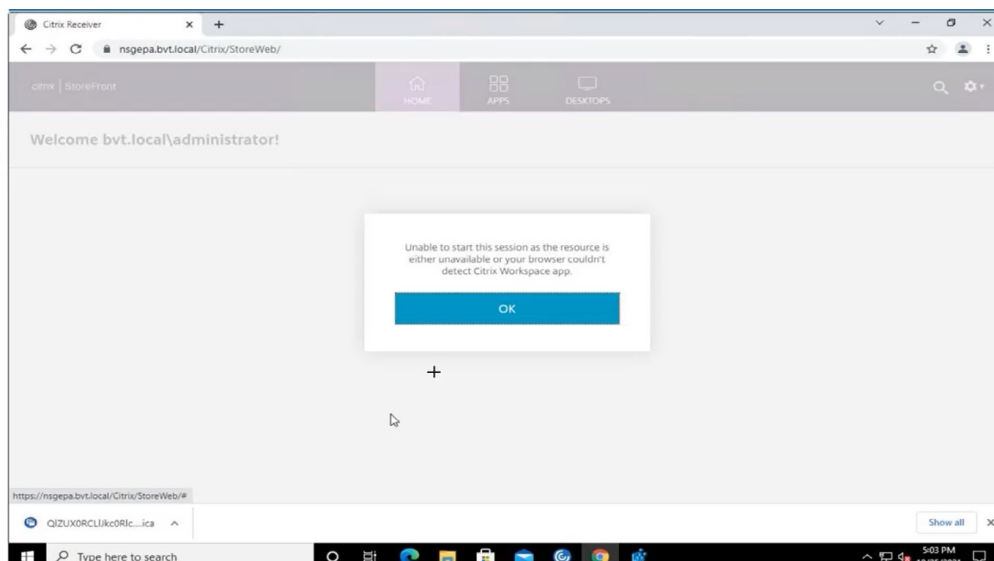 Citrix Receiver
nsgepa.bvt.local/Citrix/StoreWeb/
citrix | StoreFront
HOME
APPS
DESKTOPS
Welcome bvt.local\administrator!
Unable to start this session as the resource is
either unavailable or your browser couldn't
detect Citrix Workspace app.
OK
https://nsgepa.bvt.local/Citrix/StoreWeb/#
Show all
Type here to search
5:03 PM